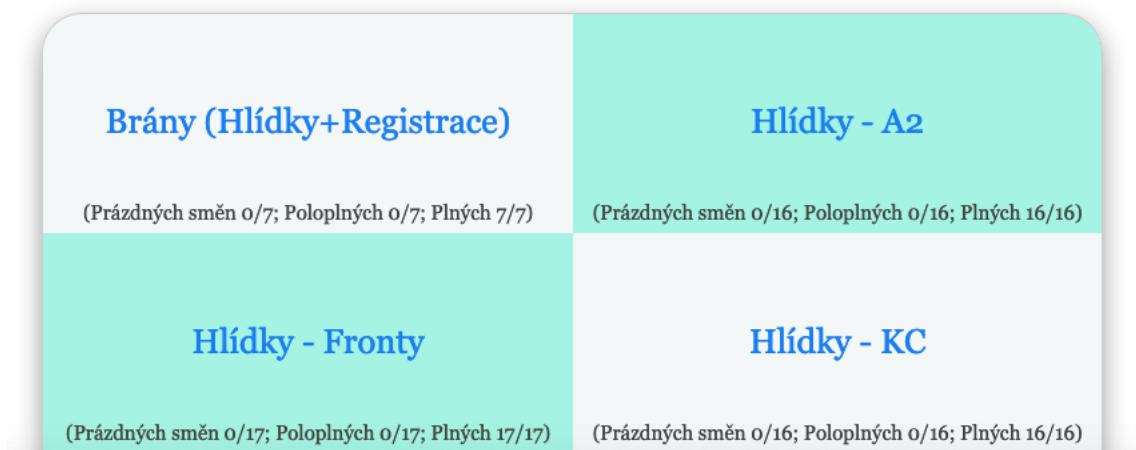 Brány (Hlídky+Registrace)
(Prázdných směn 0/7; Poloplných 0/7; Plných 7/7)
Hlídky - A2
(Prázdných směn 0/16; Poloplných 0/16; Plných 16/16)
Hlídky - Fronty
(Prázdných směn 0/17; Poloplných 0/17; Plných 17/17)
Hlídky - KC
(Prázdných směn 0/16; Poloplných 0/16; Plných 16/16)